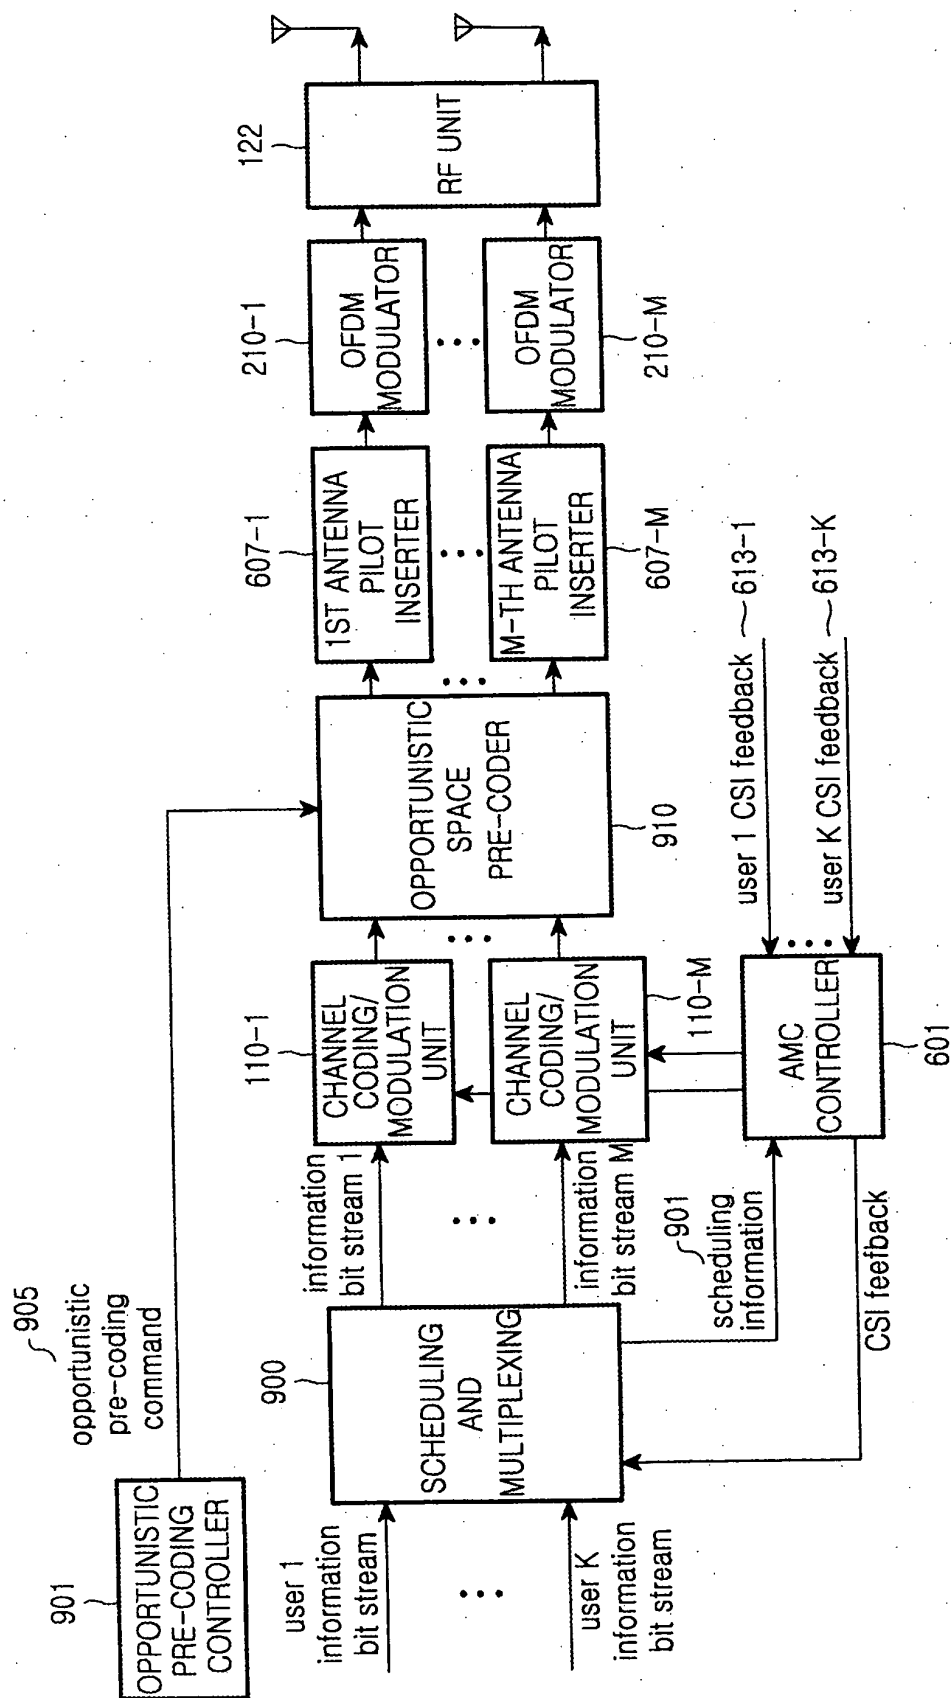 901
OPPORTUNISTIC
PRE-CODING
CONTROLLER
905
opportunistic
pre-coding
command
user 1
information
bit stream
user K
information
bit stream
900
SCHEDULING
AND
MULTIPLEXING
information
bit stream 1
information
bit stream M
901
scheduling
information
CSI feefback
110-1
CHANNEL
CODING/
MODULATION
UNIT
CHANNEL
CODING/
MODULATION
UNIT
110-M
AMC
CONTROLLER
601
OPPORTUNISTIC
SPACE
PRE-CODER
910
user 1 CSI feedback
613-1
user K CSI feedback
613-K
607-1
1ST ANTENNA
PILOT
INSERTER
M-TH ANTENNA
PILOT
INSERTER
607-M
210-1
OFDM
MODULATOR
OFDM
MODULATOR
210-M
122
RF UNIT